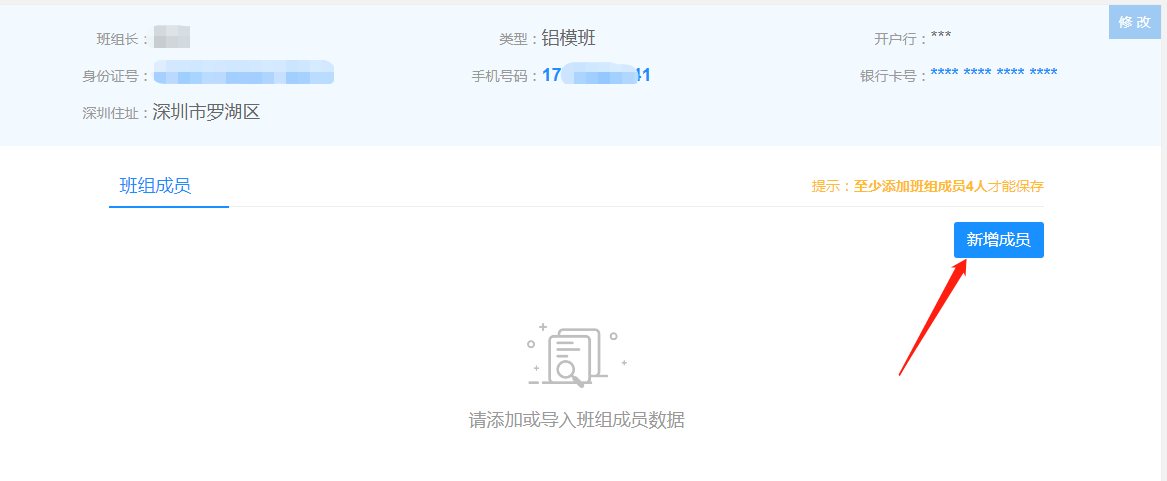 修 改
班组长： 类型：铝模班 开户行：***
身份证号： 手机号码：17 41 银行卡号：**** **** **** ****
深圳住址：深圳市罗湖区
班组成员 提示：至少添加班组成员4人才能保存
新增成员
请添加或导入班组成员数据